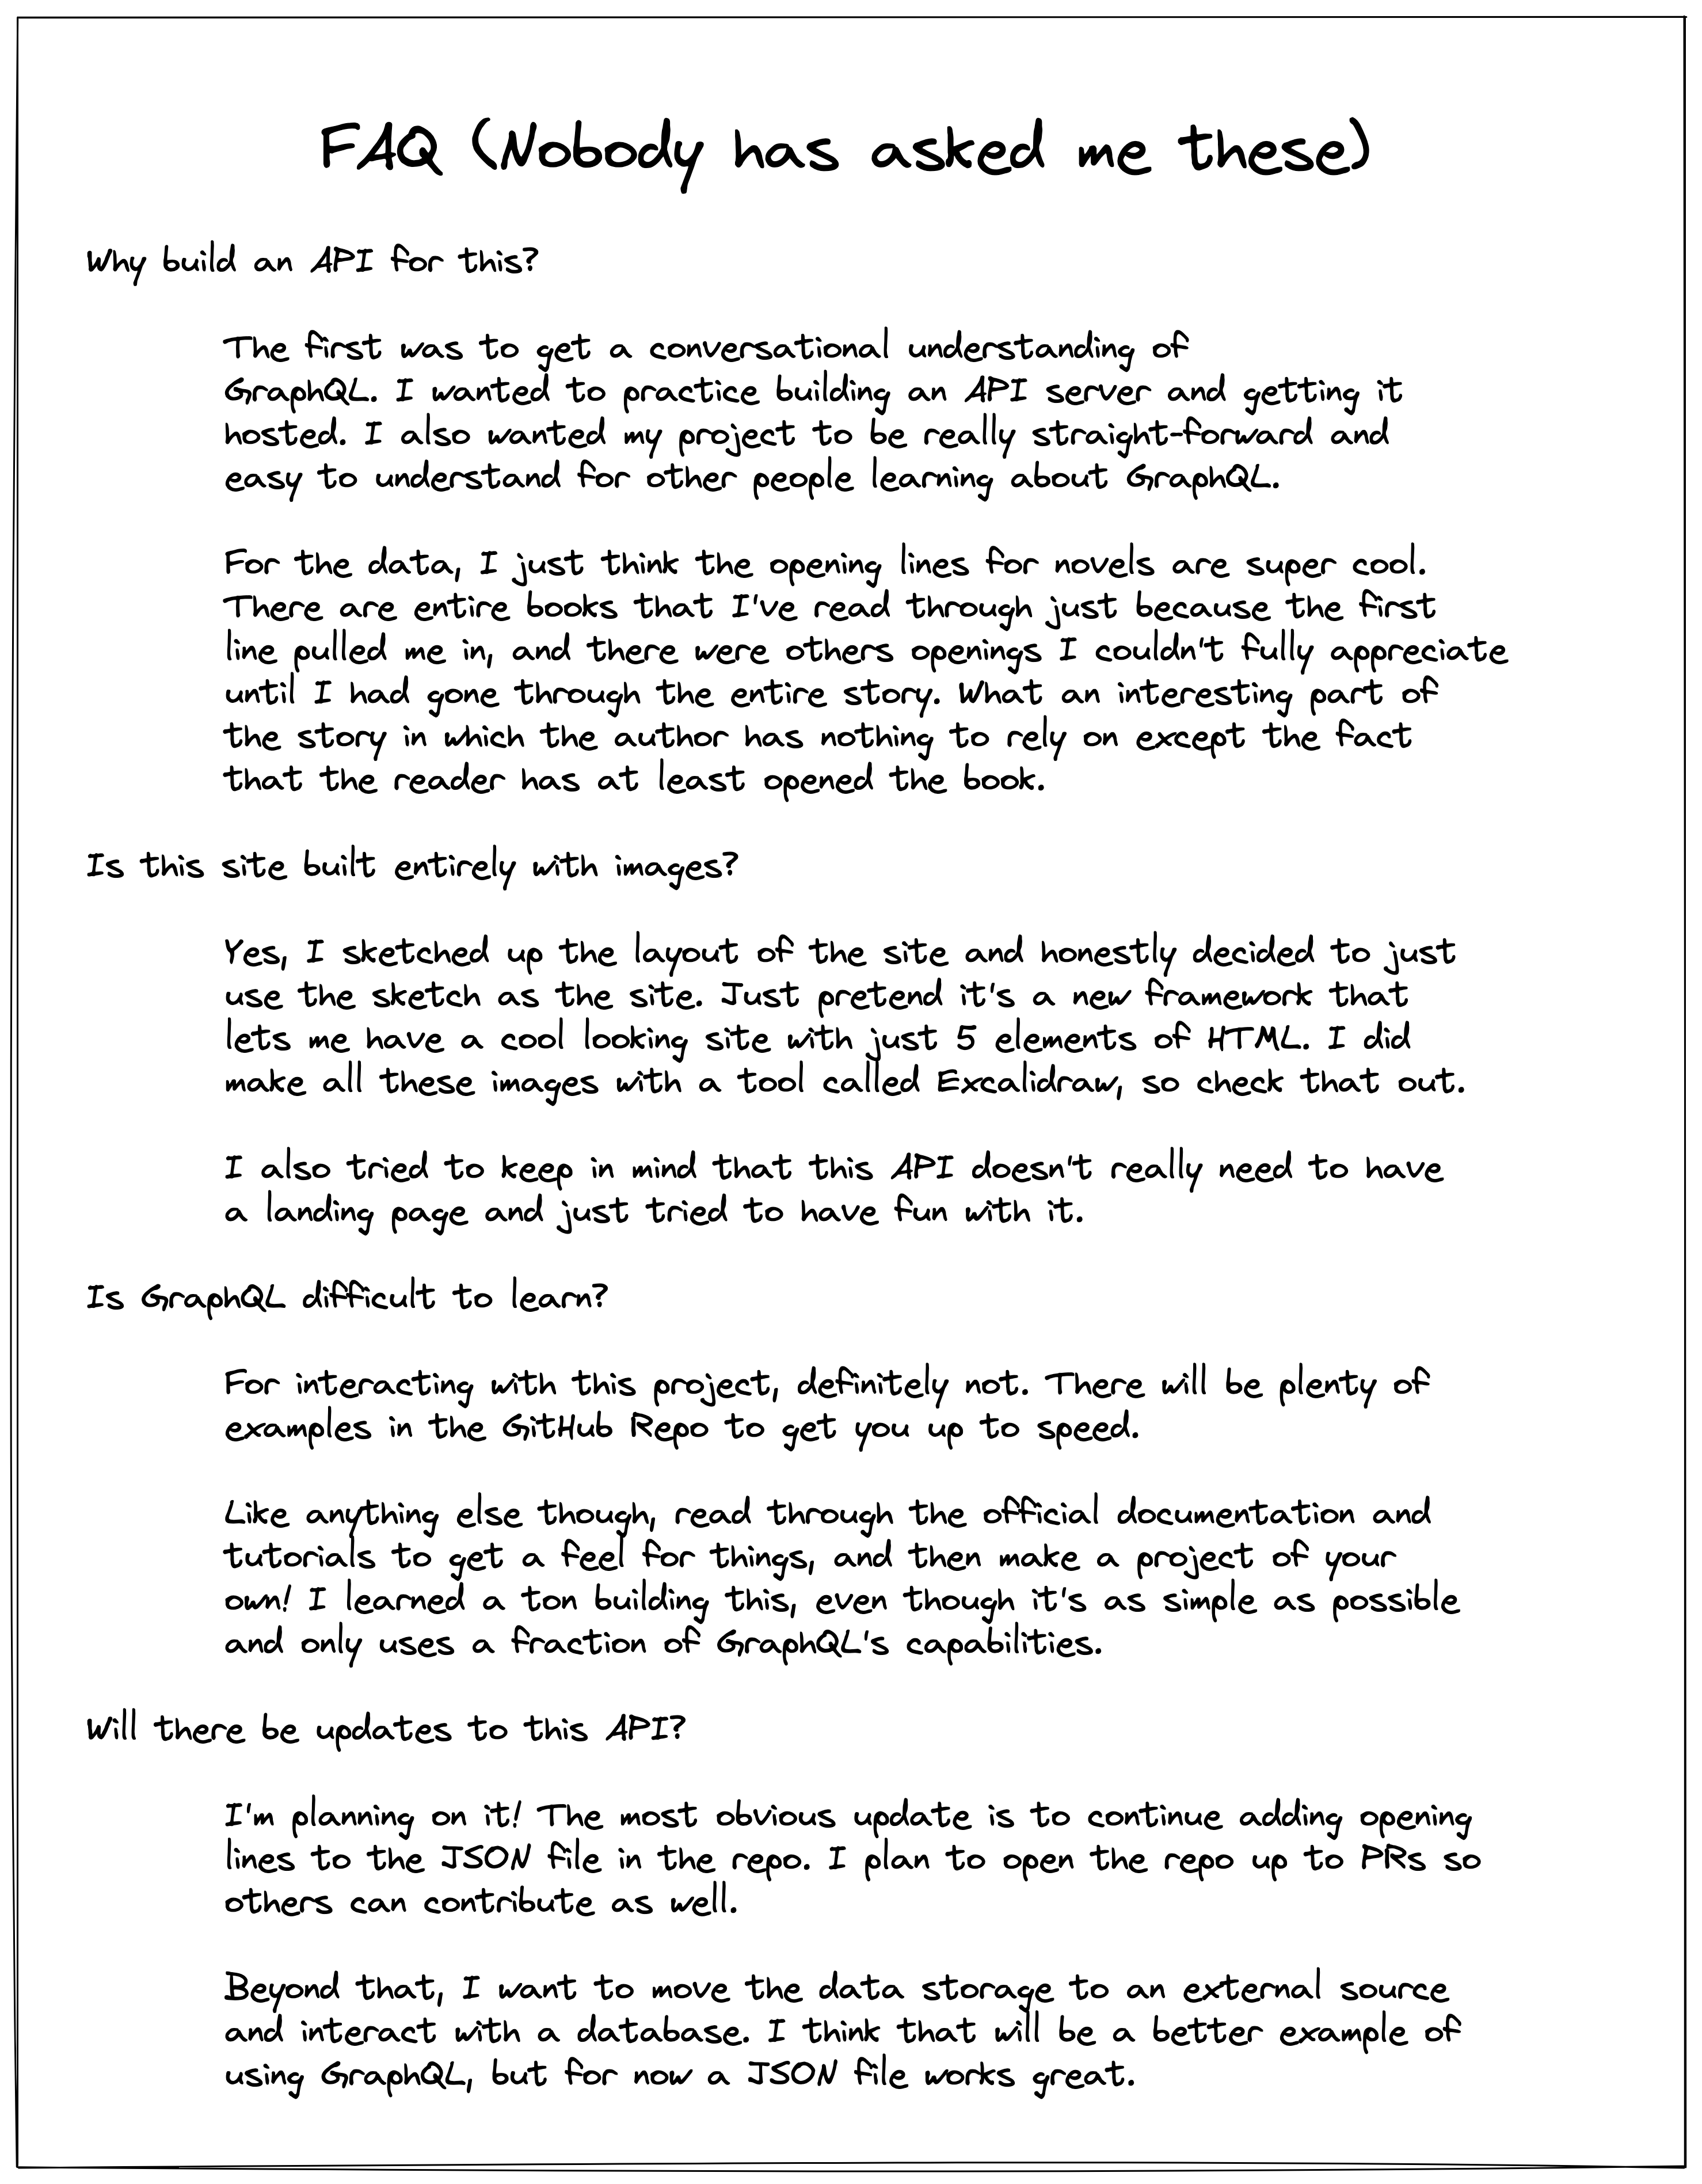 FAQ (Nobody has asked me these)
Why build an API for this?
The first was to get a conversational understanding of
GraphQL. I wanted to practice building an API server and getting it
hosted. I also wanted my project to be really straight-forward and
easy to understand for other people learning about GraphQL.
For the data, I just think the opening lines for novels are super cool.
There are entire books that I've read through just because the first
line pulled me in, and there were others openings I couldn't fully appreciate
until I had gone through the entire story. What an interesting part of
the story in which the author has nothing to rely on except the fact
that the reader has at least opened the book.
Is this site built entirely with images?
Yes, I sketched up the layout of the site and honestly decided to just
use the sketch as the site. Just pretend it's a new framework that
lets me have a cool looking site with just 5 elements of HTML. I did
make all these images with a tool called Excalidraw, so check that out.
I also tried to keep in mind that this API doesn't really need to have
a landing page and just tried to have fun with it.
Is GraphQL difficult to learn?
For interacting with this project, definitely not. There will be plenty of
examples in the GitHub Repo to get you up to speed.
Like anything else though, read through the official documentation and
tutorials to get a feel for things, and then make a project of your
own! I learned a ton building this, even though it's as simple as possible
and only uses a fraction of GraphQL's capabilities.
Will there be updates to this API?
I'm planning on it! The most obvious update is to continue adding opening
lines to the JSON file in the repo. I plan to open the repo up to PRs so
others can contribute as well.
Beyond that, I want to move the data storage to an external source
and interact with a database. I think that will be a better example of
using GraphQL, but for now a JSON file works great.